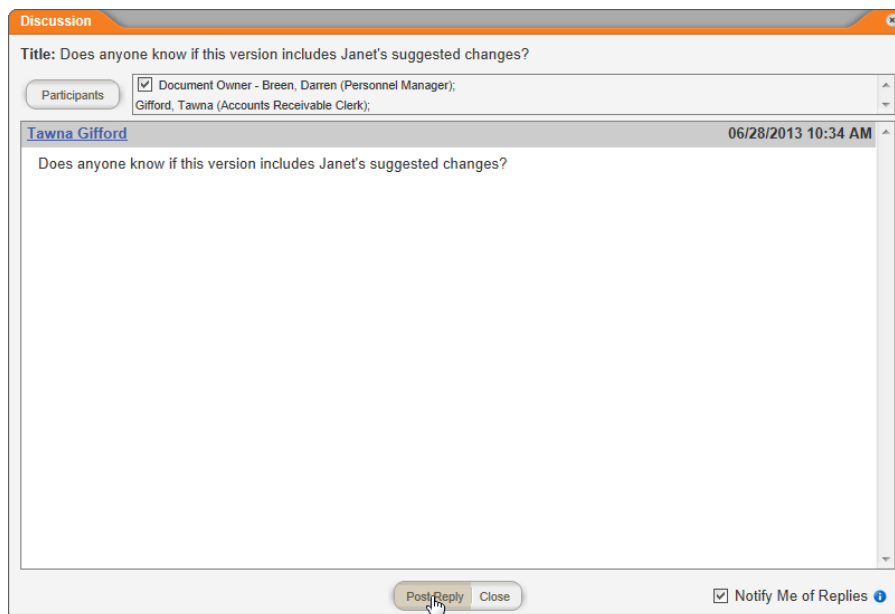 Discussion
Title: Does anyone know if this version includes Janet's suggested changes?
Participants
Document Owner - Breen, Darren (Personnel Manager);
Gifford, Tawna (Accounts Receivable Clerk);
Tawna Gifford 06/28/2013 10:34 AM
Does anyone know if this version includes Janet's suggested changes?
Post Reply Close
Notify Me of Replies